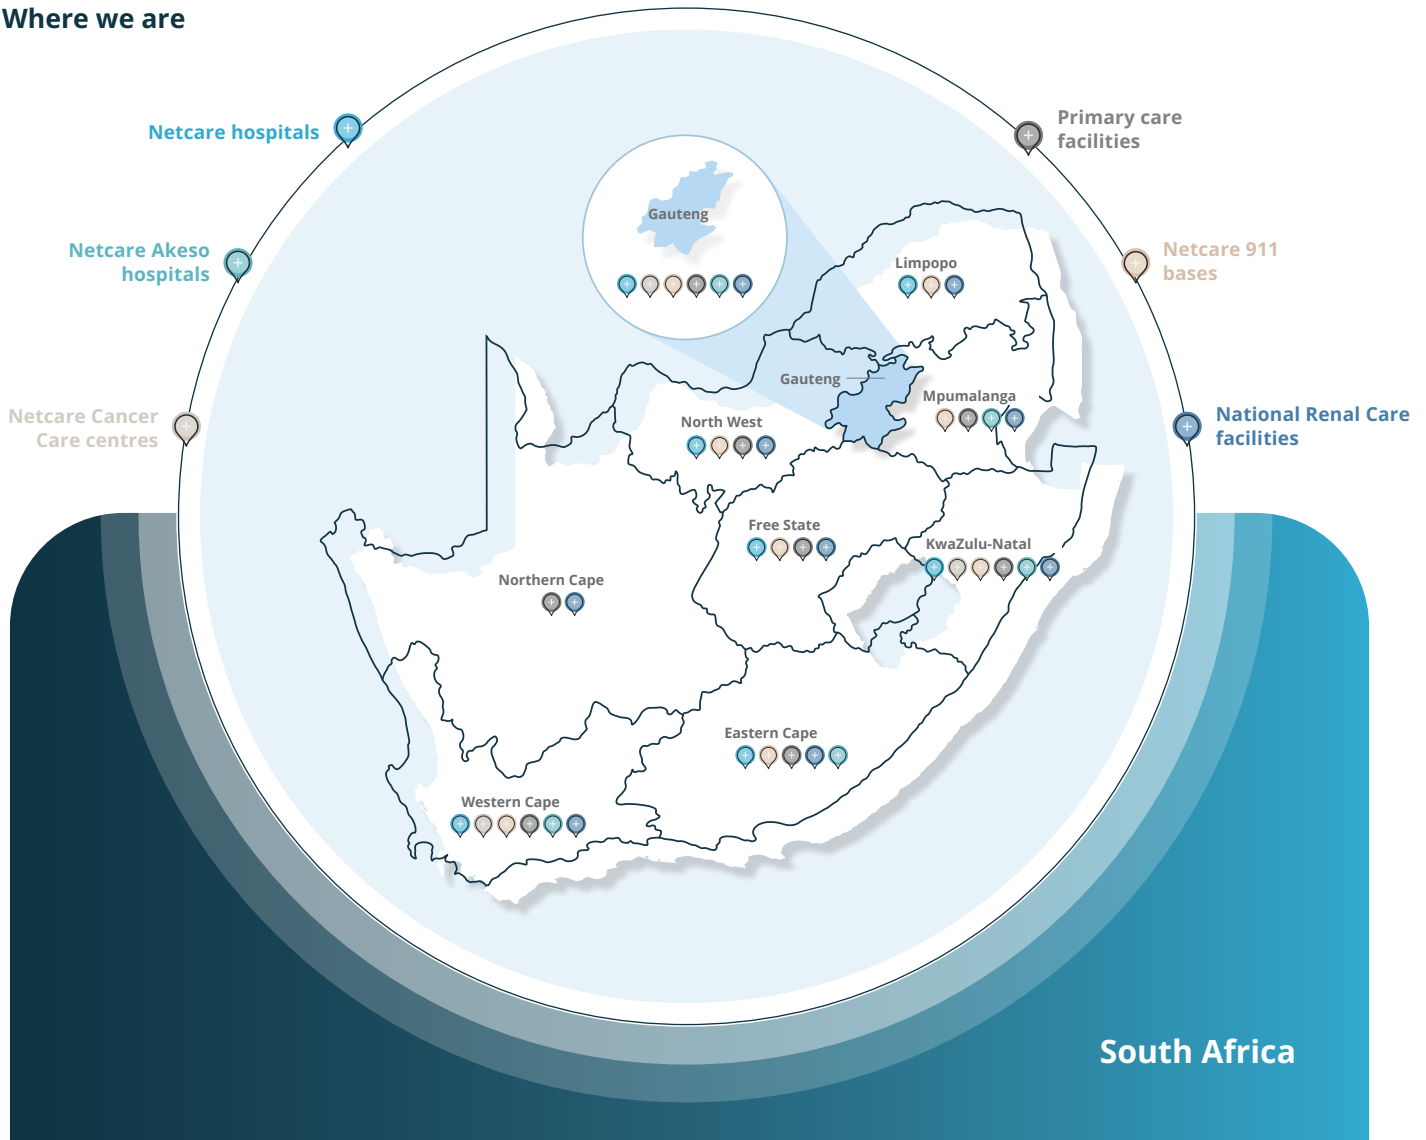 Where we are
Netcare hospitals
Primary care
facilities
Netcare Akeso
hospitals
Netcare 911
bases
Netcare Cancer
Care centres
National Renal Care
facilities
Gauteng
Limpopo
Gauteng
Mpumalanga
North West
Free State
KwaZulu-Natal
Northern Cape
Eastern Cape
Western Cape
South Africa